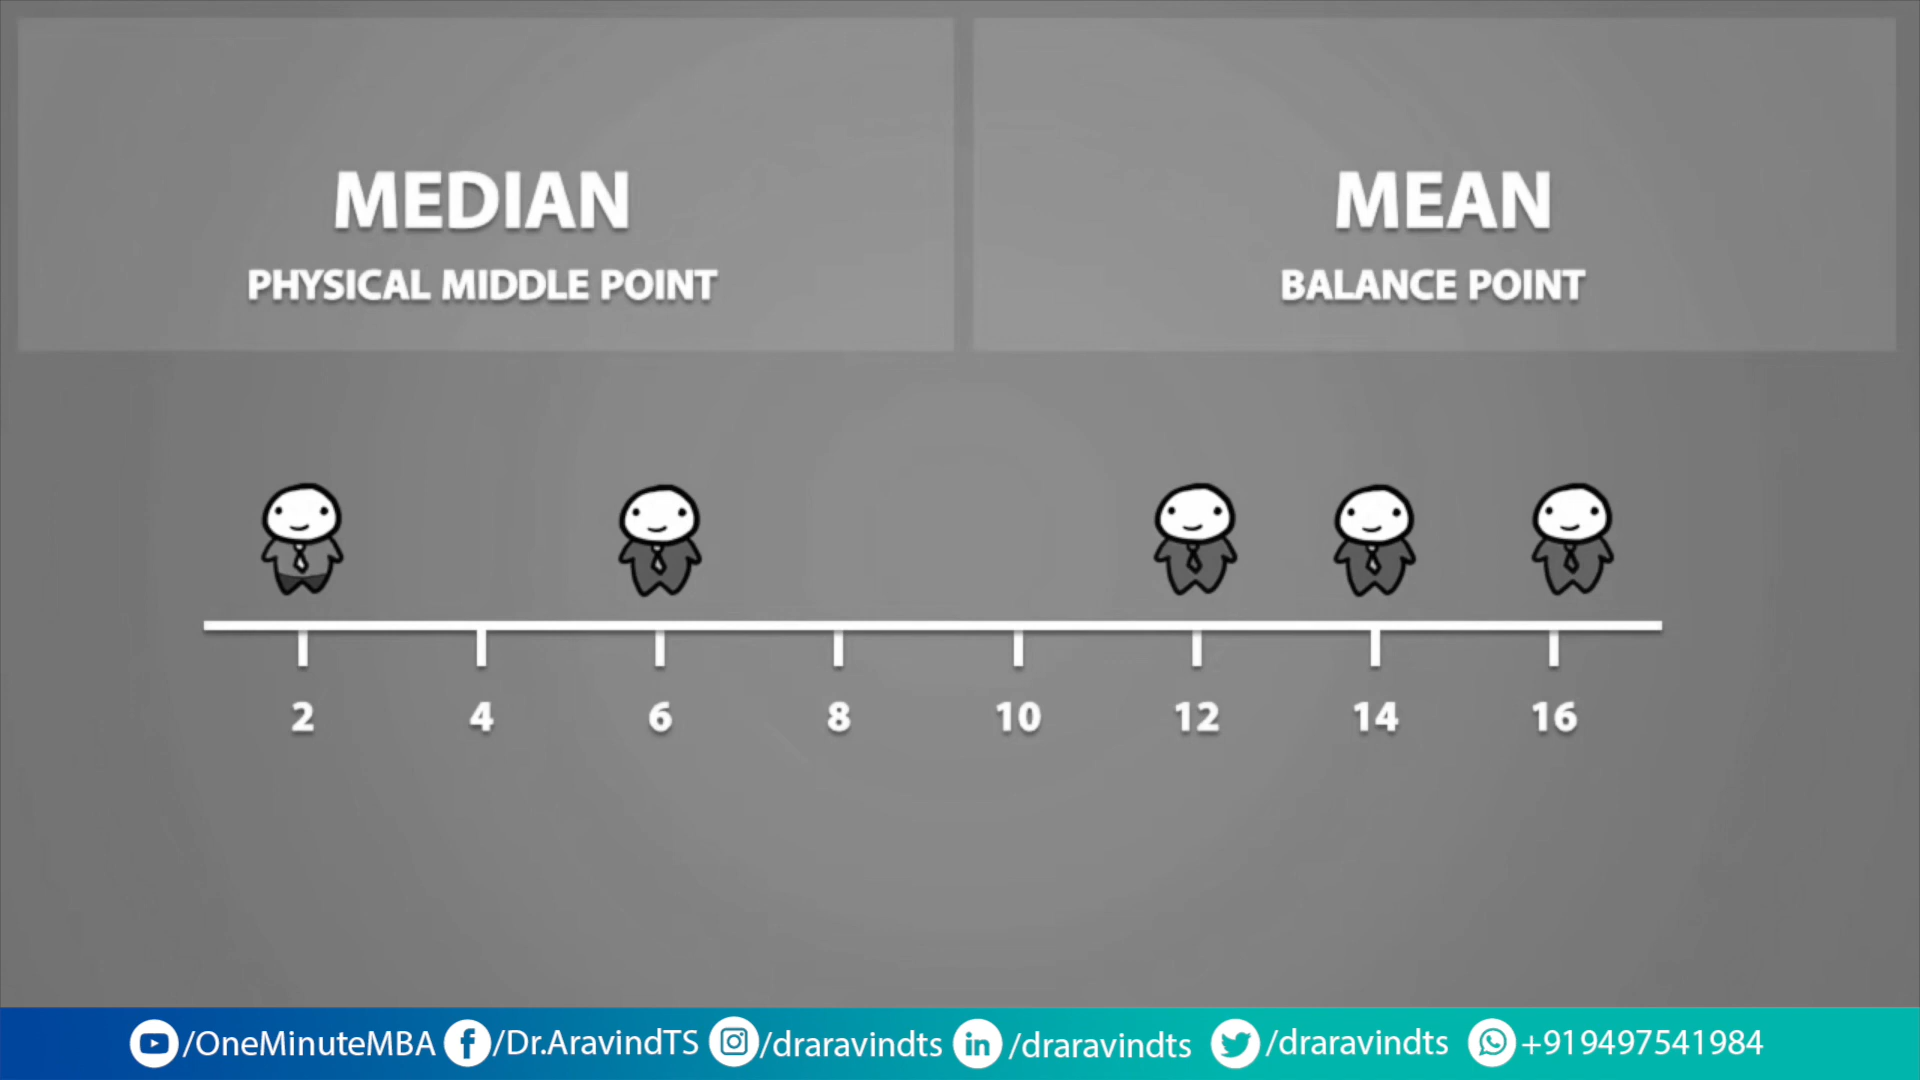 MEDIAN
PHYSICAL MIDDLE POINT
MEAN
BALANCE POINT
2 4 6 8 10 12 14 16
/OneMinuteMBA /Dr.AravindTS /draravindts /draravindts /draravindts +919497541984